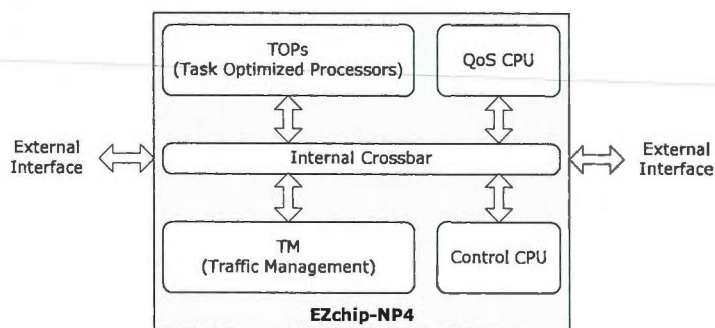 TOPs
(Task Optimized Processors)
QoS CPU
External
Interface
Internal Crossbar
External
Interface
TM
(Traffic Management)
Control CPU
EZchip-NP4